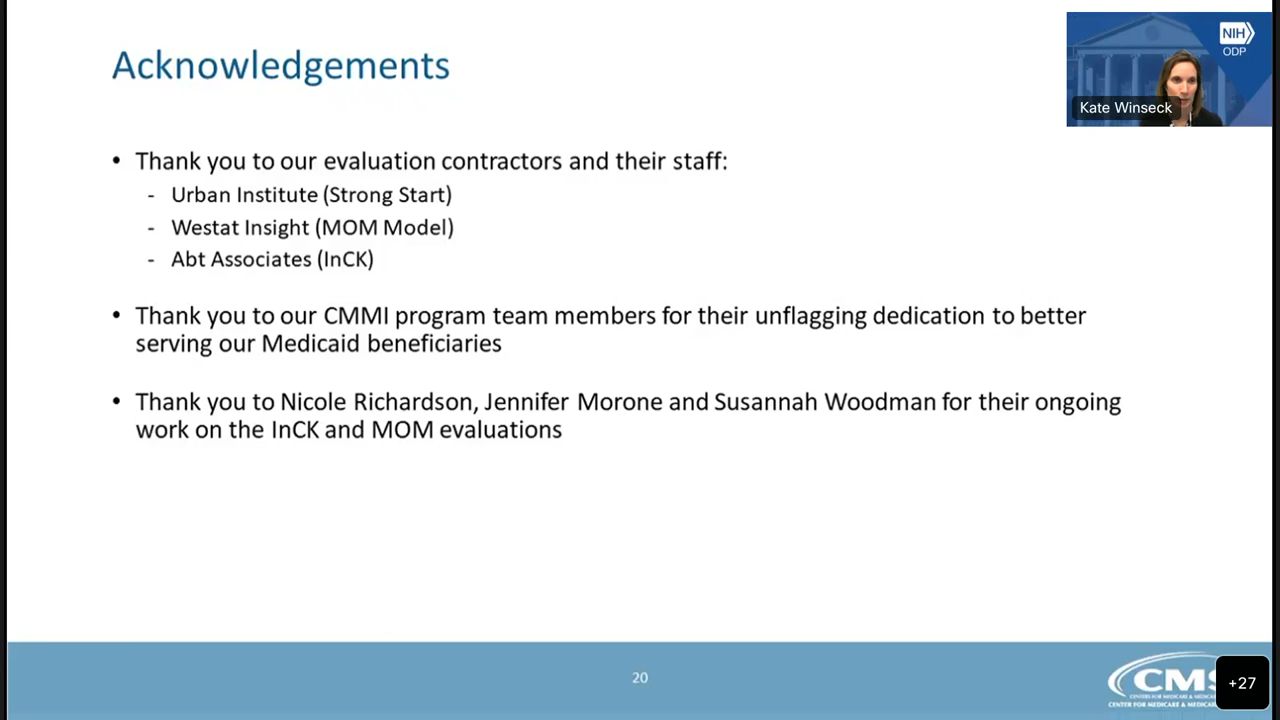 Acknowledgements
NIH
ODP
Kate Winseck
• Thank you to our evaluation contractors and their staff:
- Urban Institute (Strong Start)
- Westat Insight (MOM Model)
- Abt Associates (InCK)
• Thank you to our CMMI program team members for their unflagging dedication to better
serving our Medicaid beneficiaries
• Thank you to Nicole Richardson, Jennifer Morone and Susannah Woodman for their ongoing
work on the InCK and MOM evaluations
20
CMS
CENTERS FOR MEDICARE &
CENTER FOR MEDICARE &
+27